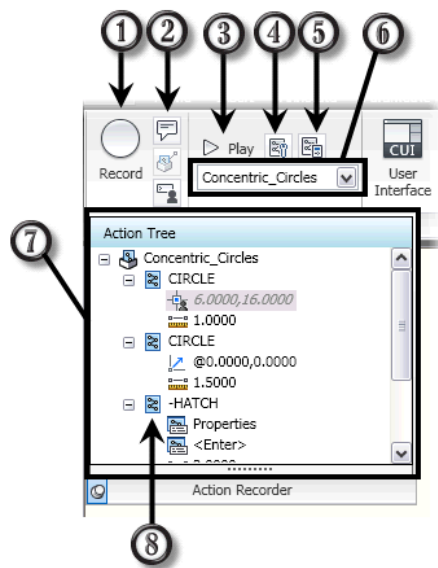 1 2 3 4 5 6
Record
Play
Concentric_Circles
CUI
User
Interface
7
Action Tree
Concentric_Circles
CIRCLE
6.0000,16.0000
1.0000
CIRCLE
@0.0000,0.0000
1.5000
-HATCH
Properties
<Enter>
Action Recorder
8